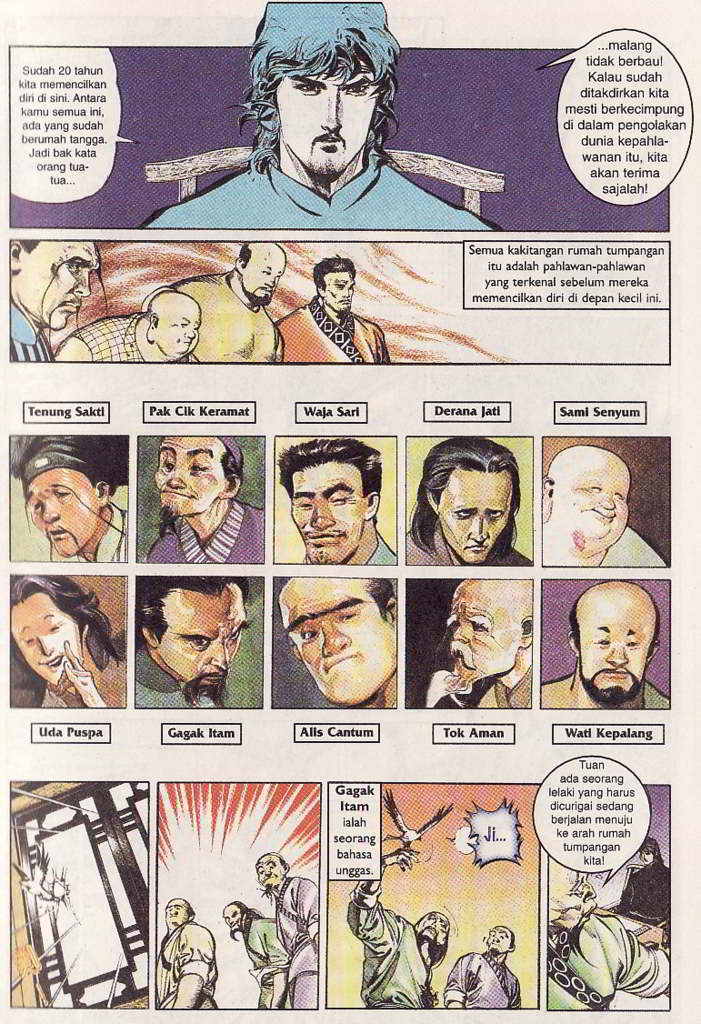 Sudah 20 tahun
kita memencilkan
diri di sini. Antara
kamu semua ini,
ada yang sudah
berumah tangga.
Jadi bak kata
orang tua-
tua...
...malang
tidak berbau!
Kalau sudah
ditakdirkan kita
mesti berkecimpung
di dalam pengolakan
dunia kepahla-
wanan itu, kita
akan terima
sajalah!
Semua kakitangan rumah tumpangan
itu adalah pahlawan-pahlawan
yang terkenal sebelum mereka
memencilkan diri di depan kecil ini.
Tenung Sakti
Pak Cik Keramat
Waja Sari
Derana Jati
Sami Senyum
Uda Puspa
Gagak Itam
Alis Cantum
Tok Aman
Wati Kepalang
Gagak
Itam
ialah
seorang
bahasa
unggas.
Ji...
Tuan
ada seorang
lelaki yang harus
dicurigai sedang
berjalan menuju
ke arah rumah
tumpangan
kita!